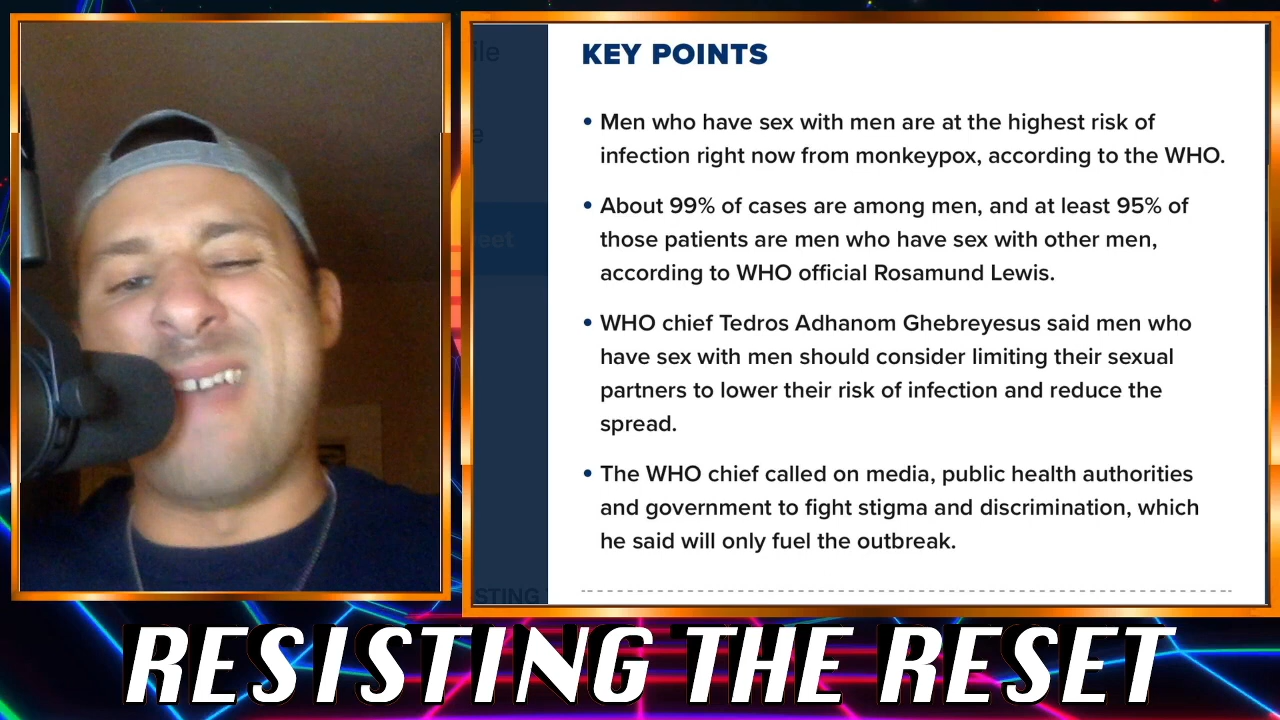 ile
KEY POINTS
• Men who have sex with men are at the highest risk of
infection right now from monkeypox, according to the WHO.
e
• About 99% of cases are among men, and at least 95% of
those patients are men who have sex with other men,
eet
according to WHO official Rosamund Lewis.
• WHO chief Tedros Adhanom Ghebreyesus said men who
have sex with men should consider limiting their sexual
partners to lower their risk of infection and reduce the
spread.
• The WHO chief called on media, public health authorities
and government to fight stigma and discrimination, which
he said will only fuel the outbreak.
STING
RESISTING THE RESET